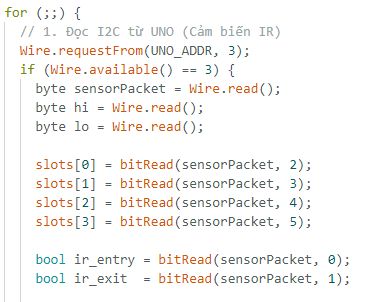 for (;;) {
// 1. Đọc I2C từ UNO (Cảm biến IR)
Wire.requestFrom(UNO_ADDR, 3);
if (Wire.available() == 3) {
byte sensorPacket = Wire.read();
byte hi = Wire.read();
byte lo = Wire.read();
slots[0] = bitRead(sensorPacket, 2);
slots[1] = bitRead(sensorPacket, 3);
slots[2] = bitRead(sensorPacket, 4);
slots[3] = bitRead(sensorPacket, 5);
bool ir_entry = bitRead(sensorPacket, 0);
bool ir_exit  = bitRead(sensorPacket, 1);